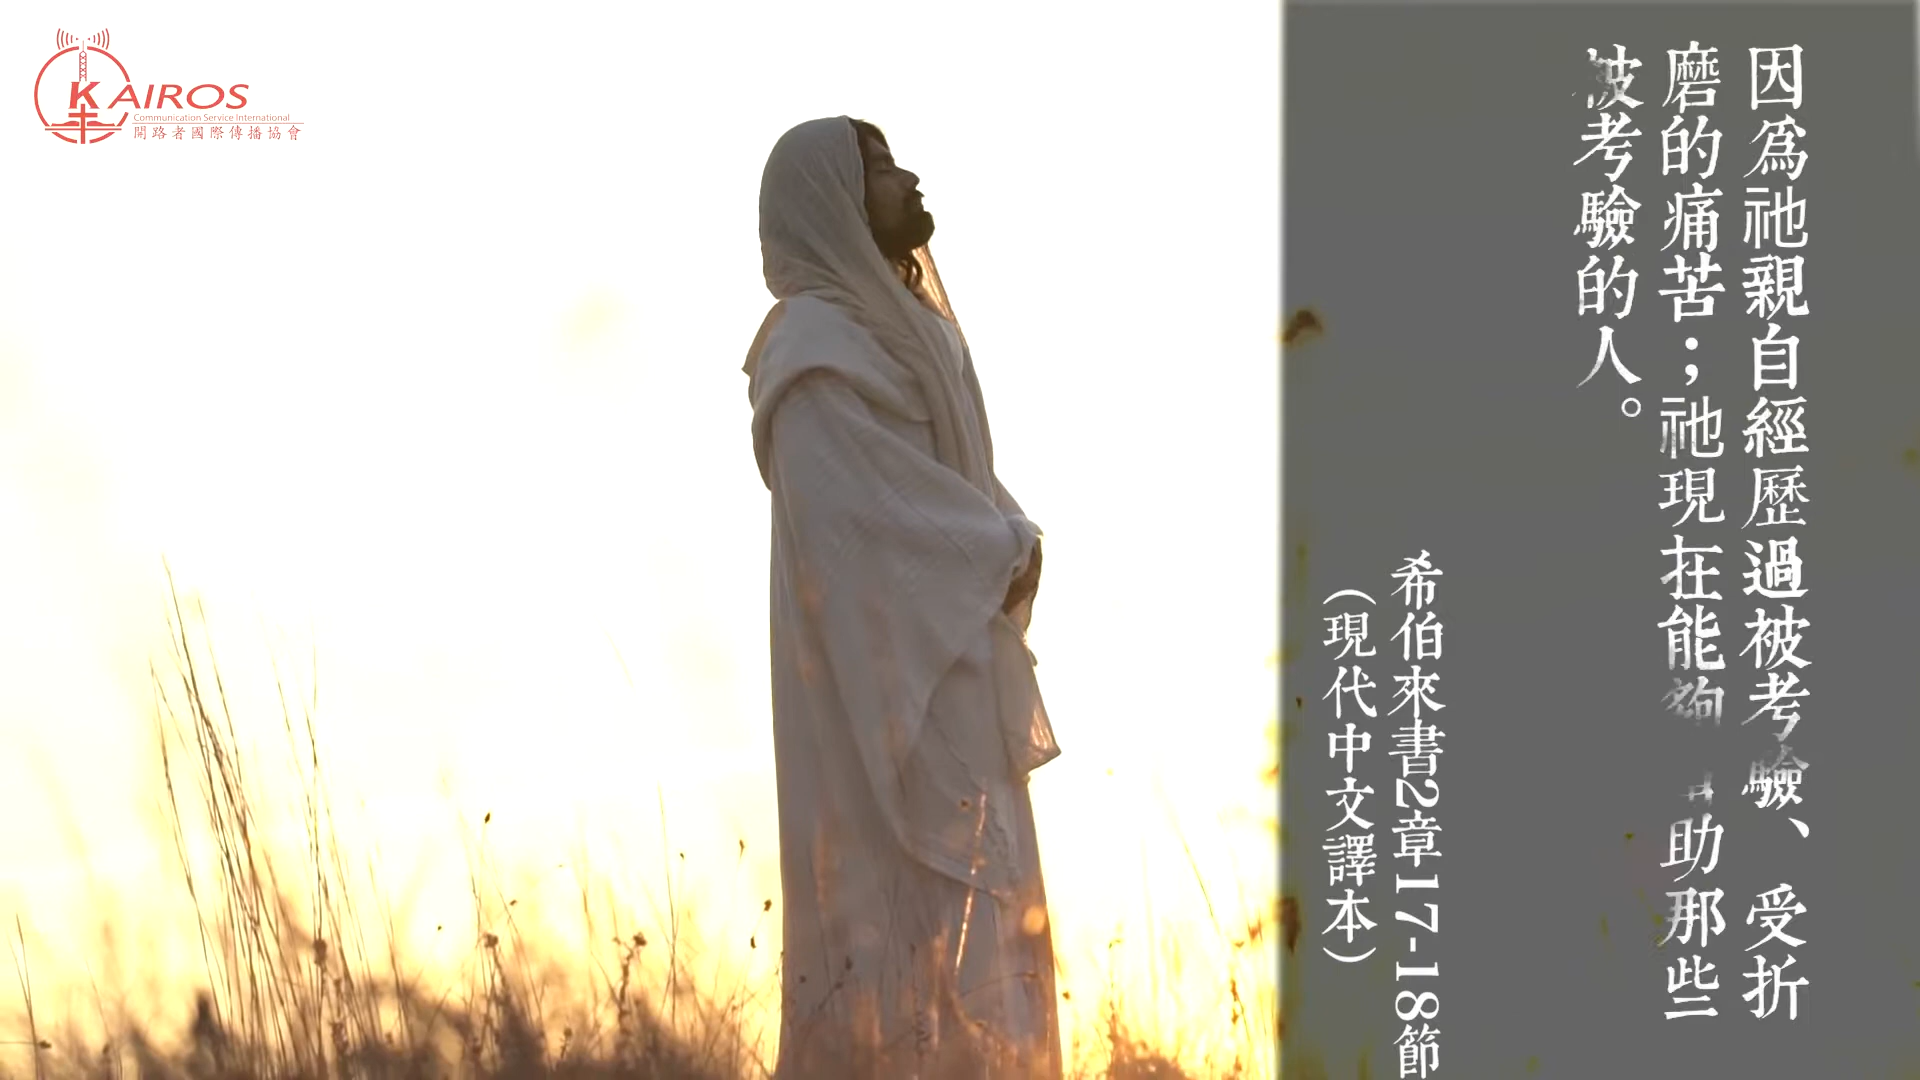 KAIROS
Communication Service International
開路者國際傳播協會
因為祂親自經歷過被考驗、受折
磨的痛苦；祂現在能夠 助那些
被考驗的人。
希伯來書2章17-18節
（現代中文譯本）